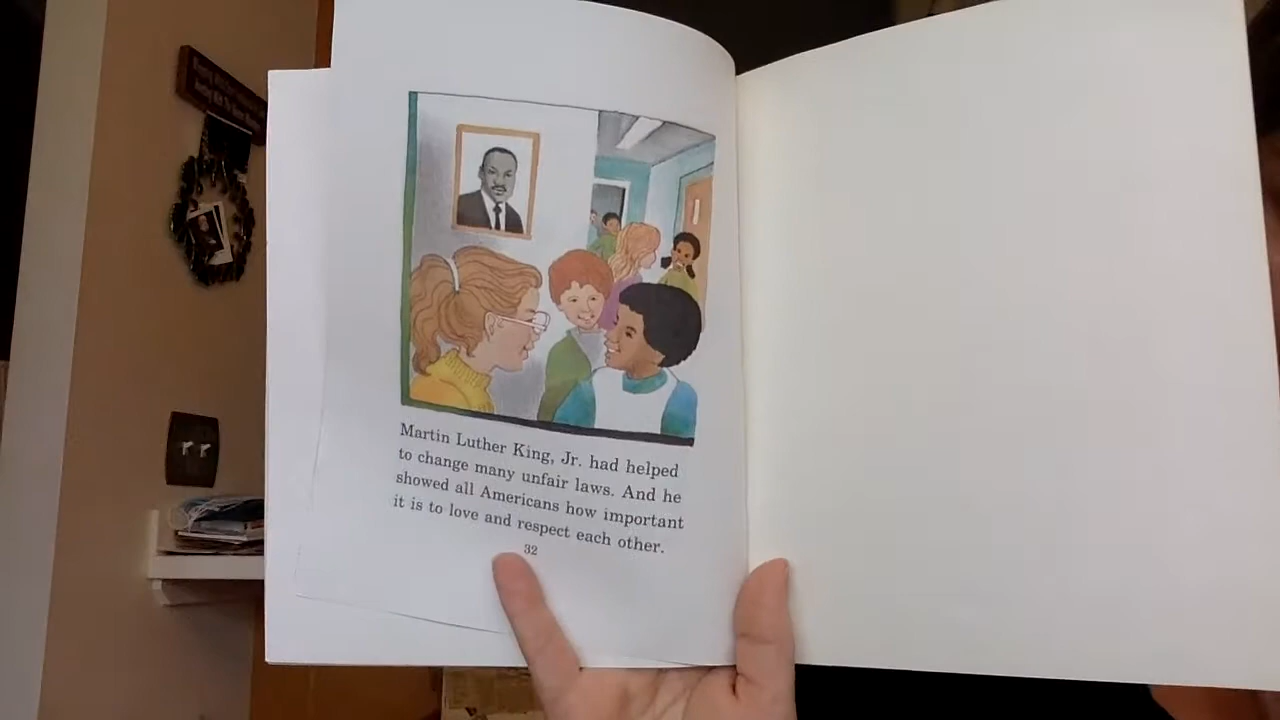 Martin Luther King, Jr. had helped
to change many unfair laws. And he
showed all Americans how important
it is to love and respect each other.
32